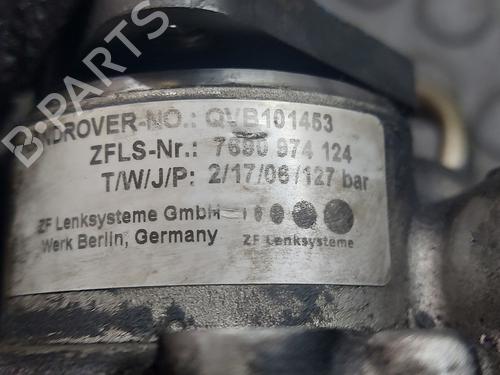 B-PARTS
NDROVER-NO.: QVB101453
ZFLS-Nr.: 7690 974 124
T/W/J/P: 2/17/06/127 bar
ZF Lenksysteme GmbH
Werk Berlin, Germany
ZF Lenksysteme